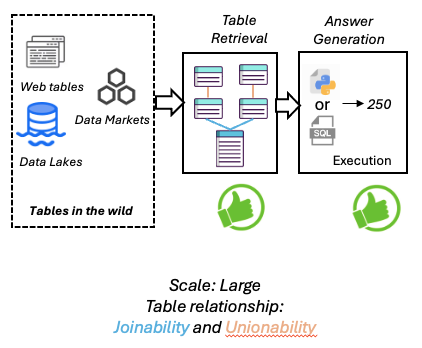 Table
Retrieval
Answer
Generation
Web tables
Data Markets
Data Lakes
Tables in the wild
or
250
SQL
Execution
Scale: Large
Table relationship:
Joinability and Unionability